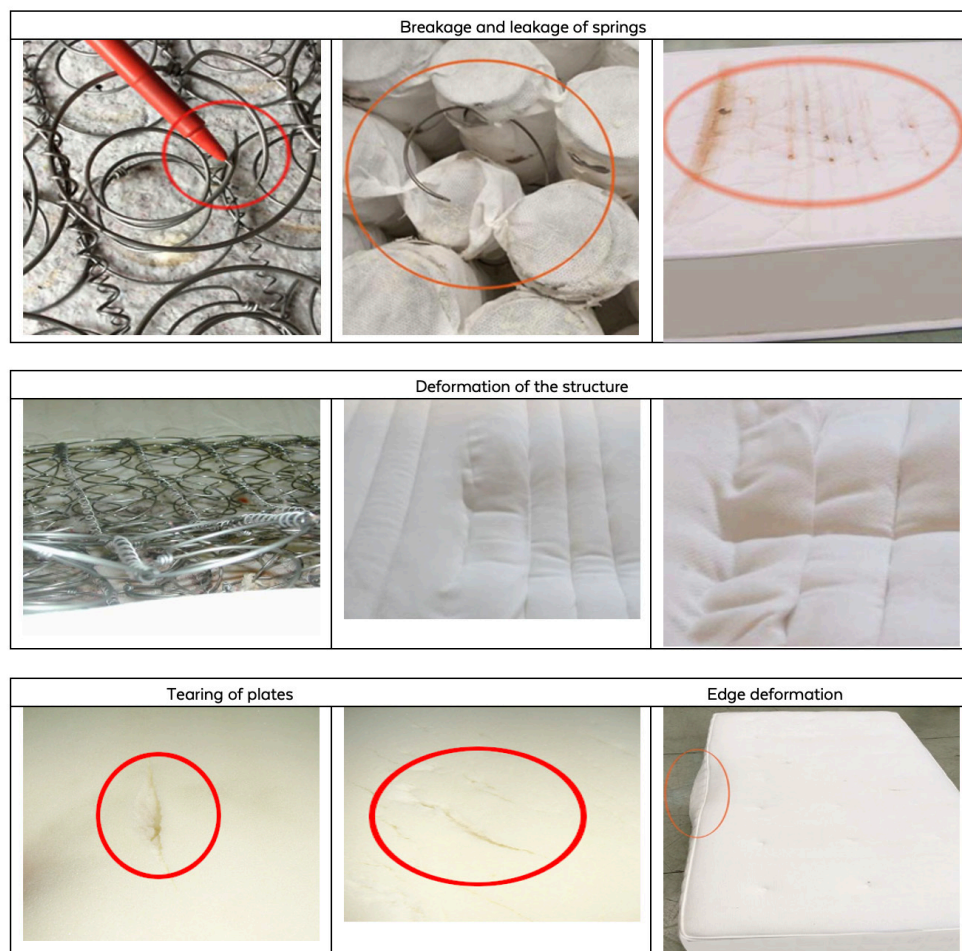 Breakage and leakage of springs
Deformation of the structure
Tearing of plates
Edge deformation